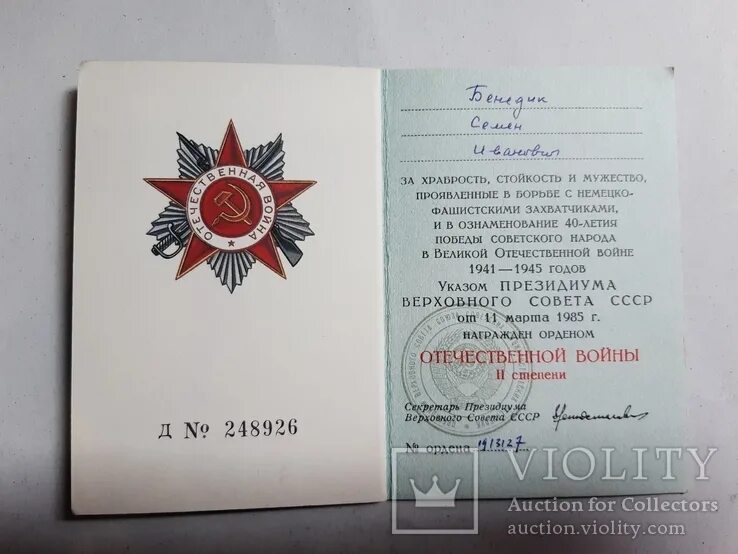 ОТЕЧЕСТВЕННАЯ ВОЙНА
Д № 248926
Бенедик
Семен
Иванович
ЗА ХРАБРОСТЬ, СТОЙКОСТЬ И МУЖЕСТВО,
ПРОЯВЛЕННЫЕ В БОРЬБЕ С НЕМЕЦКО-
ФАШИСТСКИМИ ЗАХВАТЧИКАМИ,
И В ОЗНАМЕНОВАНИЕ 40-ЛЕТИЯ
ПОБЕДЫ СОВЕТСКОГО НАРОДА
В ВЕЛИКОЙ ОТЕЧЕСТВЕННОЙ ВОЙНЕ
1941—1945 ГОДОВ
УКАЗОМ ПРЕЗИДИУМА
ВЕРХОВНОГО СОВЕТА СССР
от 11 марта 1985 г.
НАГРАЖДЕН ОРДЕНОМ
ОТЕЧЕСТВЕННОЙ ВОЙНЫ
II степени
Секретарь Президиума
Верховного Совета СССР
№ ордена 1913127
VIOLITY
Auction for Collectors
auction.violity.com